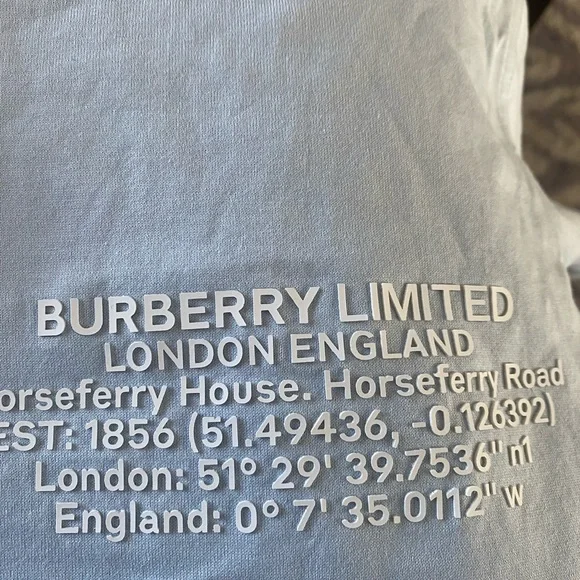 BURBERRY LIMITED
LONDON ENGLAND
orseferry House. Horseferry Road
EST: 1856 (51.49436, -0.126392)
London: 51° 29' 39.7536" n1
England: 0° 7' 35.0112" w